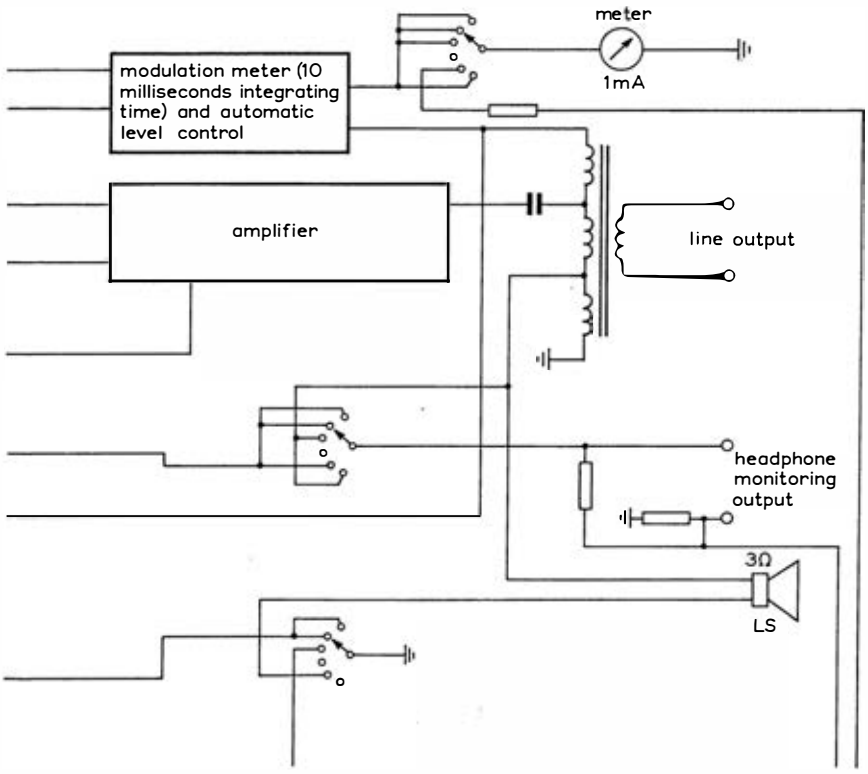 meter
1mA
modulation meter (10
milliseconds integrating
time) and automatic
level control
amplifier
line output
headphone
monitoring
output
3Ω
LS